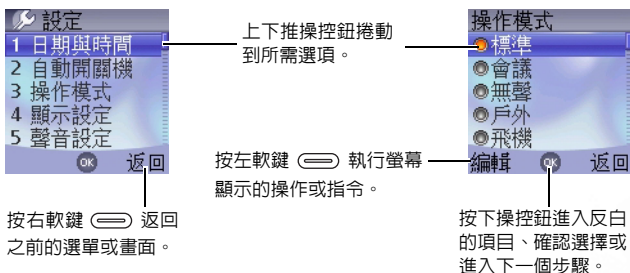 設定
1 日期與時間
2 自動開關機
3 操作模式
4 顯示設定
5 聲音設定
OK 返回
上下推操控鈕捲動
到所需選項。
操作模式
標準
會議
無聲
戶外
飛機
編輯 OK 返回
按左軟鍵 執行螢幕
顯示的操作或指令。
按右軟鍵 返回
之前的選單或畫面。
按下操控鈕進入反白
的項目、確認選擇或
進入下一個步驟。